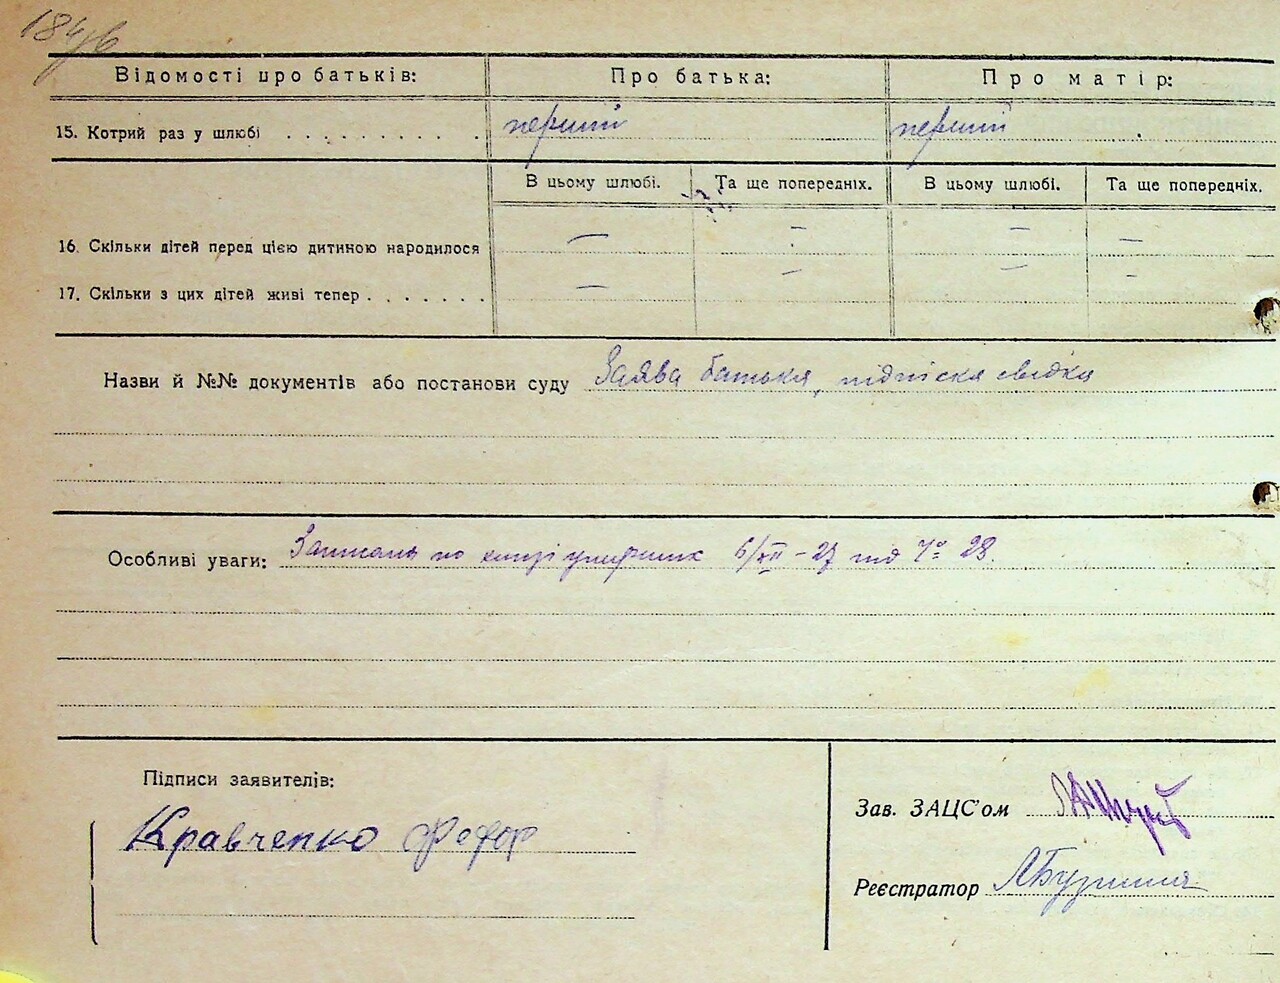 184/в
Відомості про батьків: Про батька: Про матір:
15. Котрий раз у шлюбі . . . . . . . . . . перший перший
В цьому шлюбі. Та ще попередніх. В цьому шлюбі. Та ще попередніх.
16. Скільки дітей перед цією дитиною народилося — — — —
17. Скільки з цих дітей живі тепер . . . . . . . — — — —
Назви й №№ документів або постанови суду Заява батька, підписка свідка
Особливі уваги: Записано по 6/XII – 27 під № 28.
Підписи заявителів:
Кравченко Федор
Зав. ЗАЦС'ом
Реєстратор